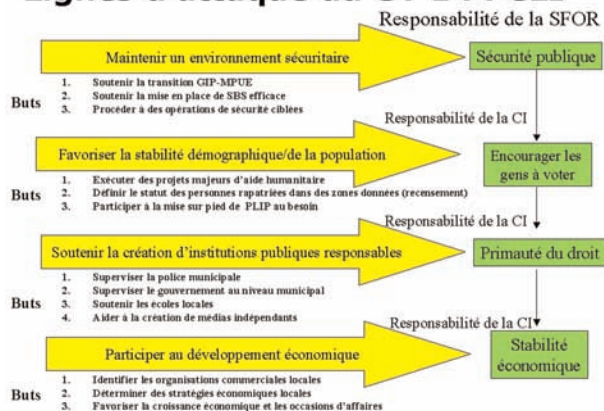 Responsabilité de la SFOR
Maintenir un environnement sécuritaire
Sécurité publique
Buts
1. Soutenir la transition GIP-MPUE
2. Soutenir la mise en place de SBS efficace
3. Procéder à des opérations de sécurité ciblées
Responsabilité de la CI
Favoriser la stabilité démographique/de la population
Encourager les
gens à voter
Buts
1. Exécuter des projets majeurs d'aide humanitaire
2. Définir le statut des personnes rapatriées dans des zones données (recensement)
3. Participer à la mise sur pied de PLIP au besoin
Responsabilité de la CI
Soutenir la création d'institutions publiques responsables
Primauté du droit
Buts
1. Superviser la police municipale
2. Superviser le gouvernement au niveau municipal
3. Soutenir les écoles locales
4. Aider à la création de médias indépendants
Responsabilité de la CI
Participer au développement économique
Stabilité
économique
Buts
1. Identifier les organisations commerciales locales
2. Déterminer des stratégies économiques locales
3. Favoriser la croissance économique et les occasions d'affaires